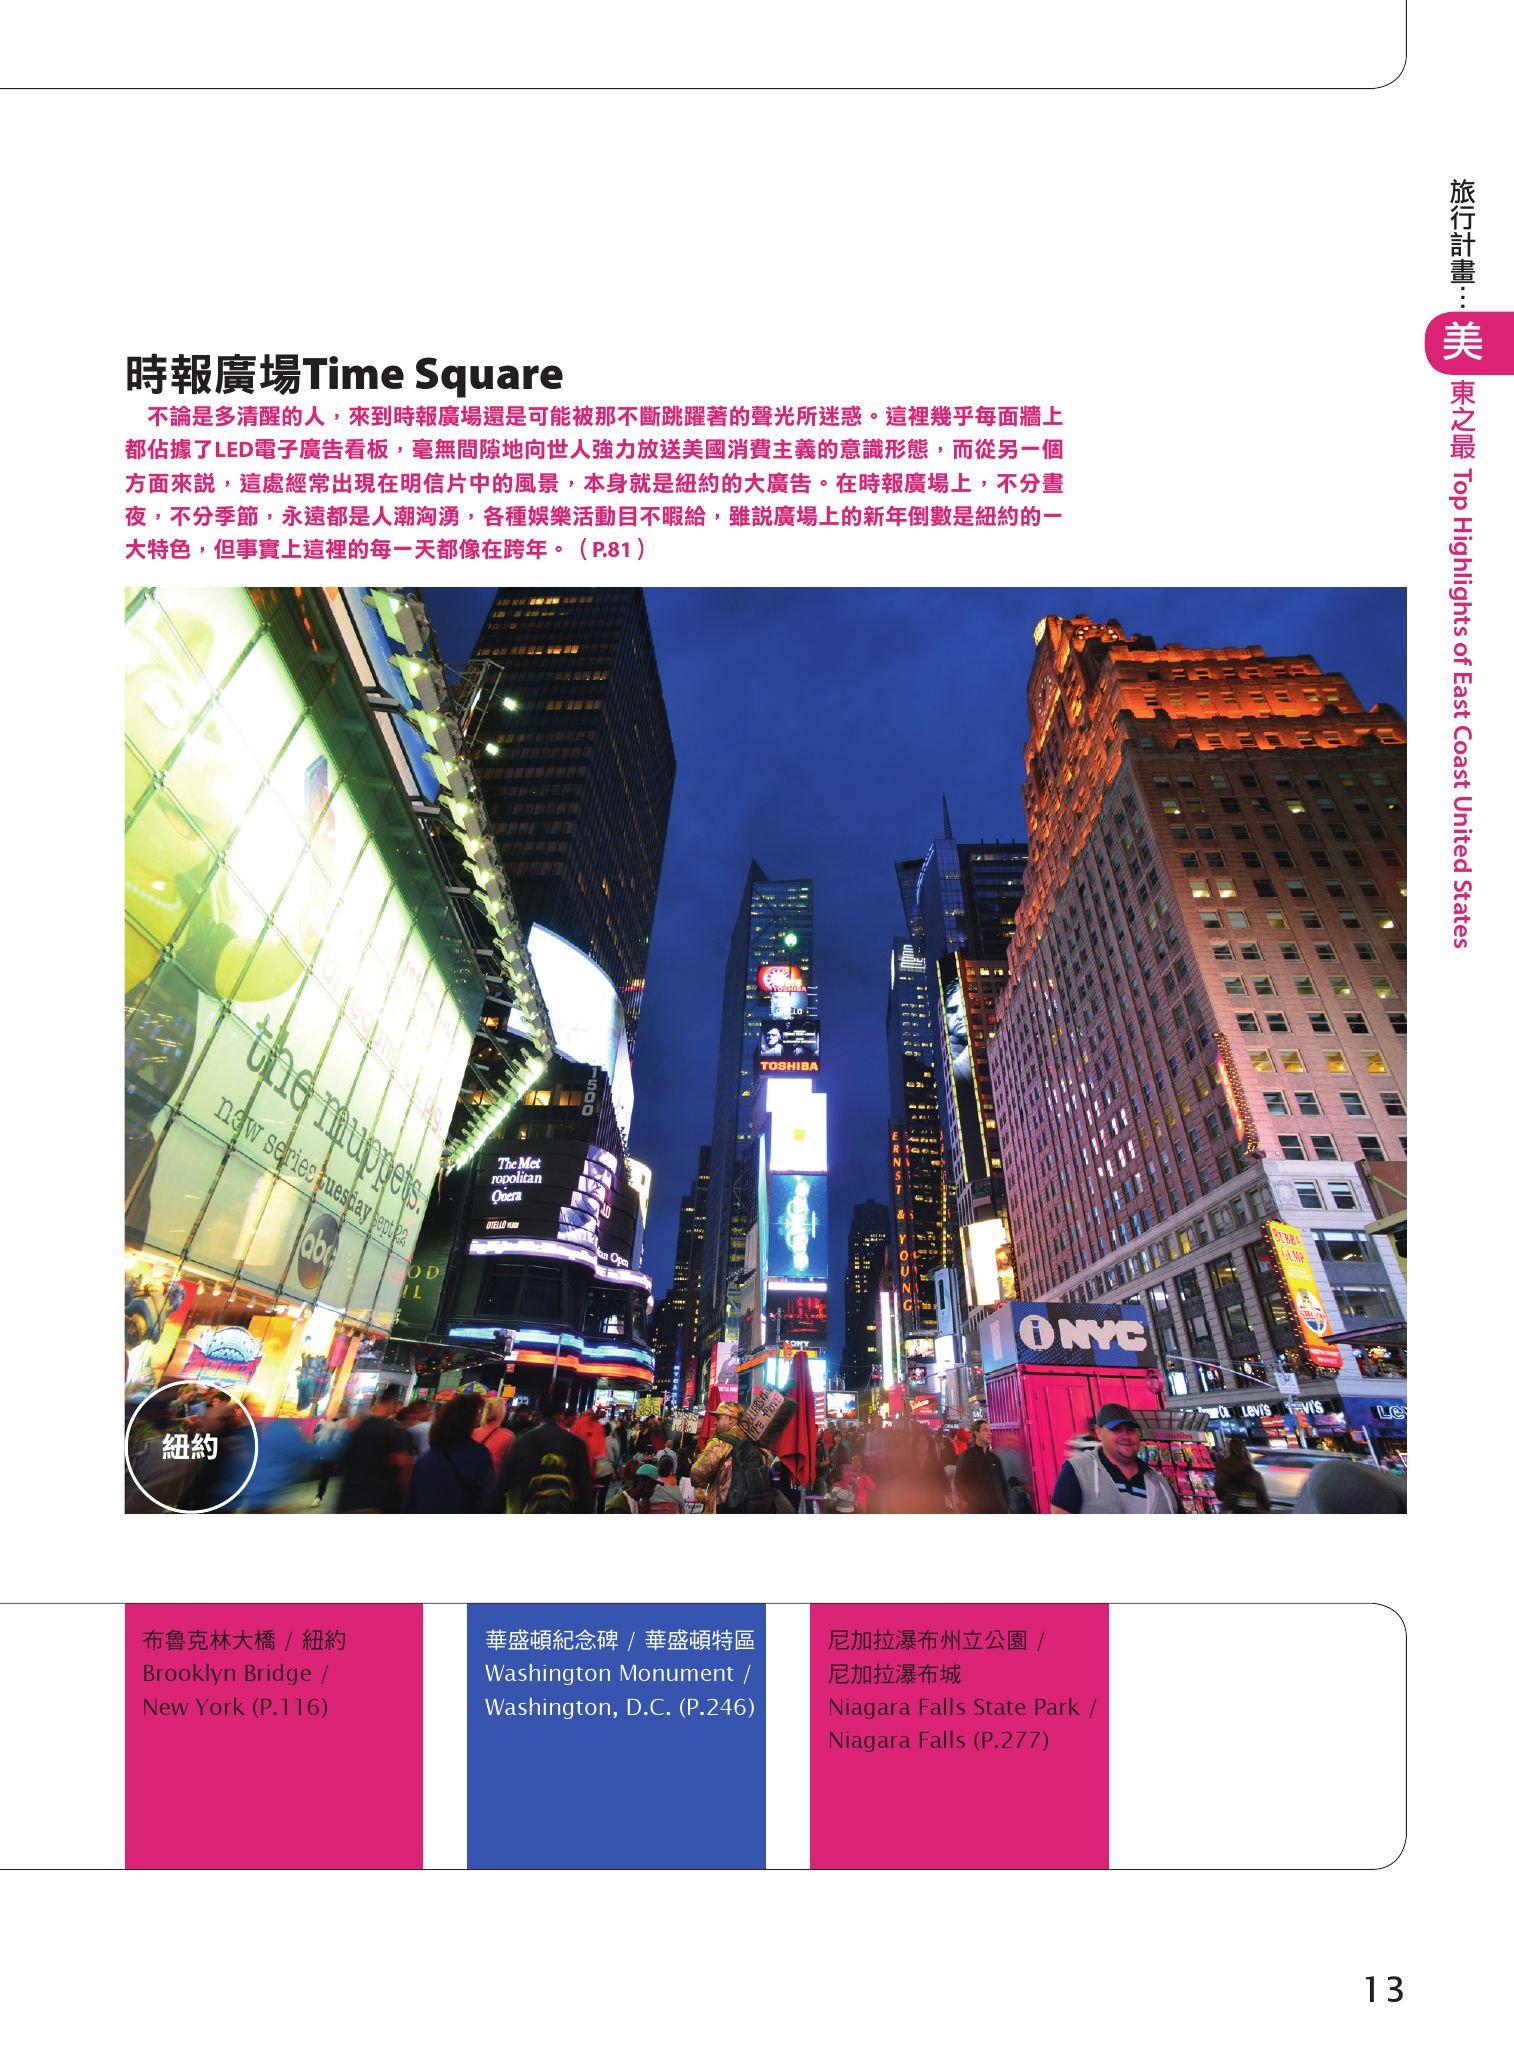 旅行計畫…
美
東之最 Top Highlights of East Coast United States
時報廣場Time Square
不論是多清醒的人，來到時報廣場還是可能被那不斷跳躍著的聲光所迷惑。這裡幾乎每面牆上
都佔據了LED電子廣告看板，毫無間隙地向世人強力放送美國消費主義的意識形態，而從另一個
方面來說，這處經常出現在明信片中的風景，本身就是紐約的大廣告。在時報廣場上，不分晝
夜，不分季節，永遠都是人潮洶湧，各種娛樂活動目不暇給，雖說廣場上的新年倒數是紐約的一
大特色，但事實上這裡的每一天都像在跨年。（P.81）
TOSHIBA
TOSHIBA
the muppets.
new series tuesday sept 22
abc
1500
The Met
ropolitan
Opera
OTELLO
ERNST & YOUNG
BUBBA
GUMP
SONY
NYC
Levi's
紐約
布魯克林大橋 / 紐約
Brooklyn Bridge /
New York (P.116)
華盛頓紀念碑 / 華盛頓特區
Washington Monument /
Washington, D.C. (P.246)
尼加拉瀑布州立公園 /
尼加拉瀑布城
Niagara Falls State Park /
Niagara Falls (P.277)
13